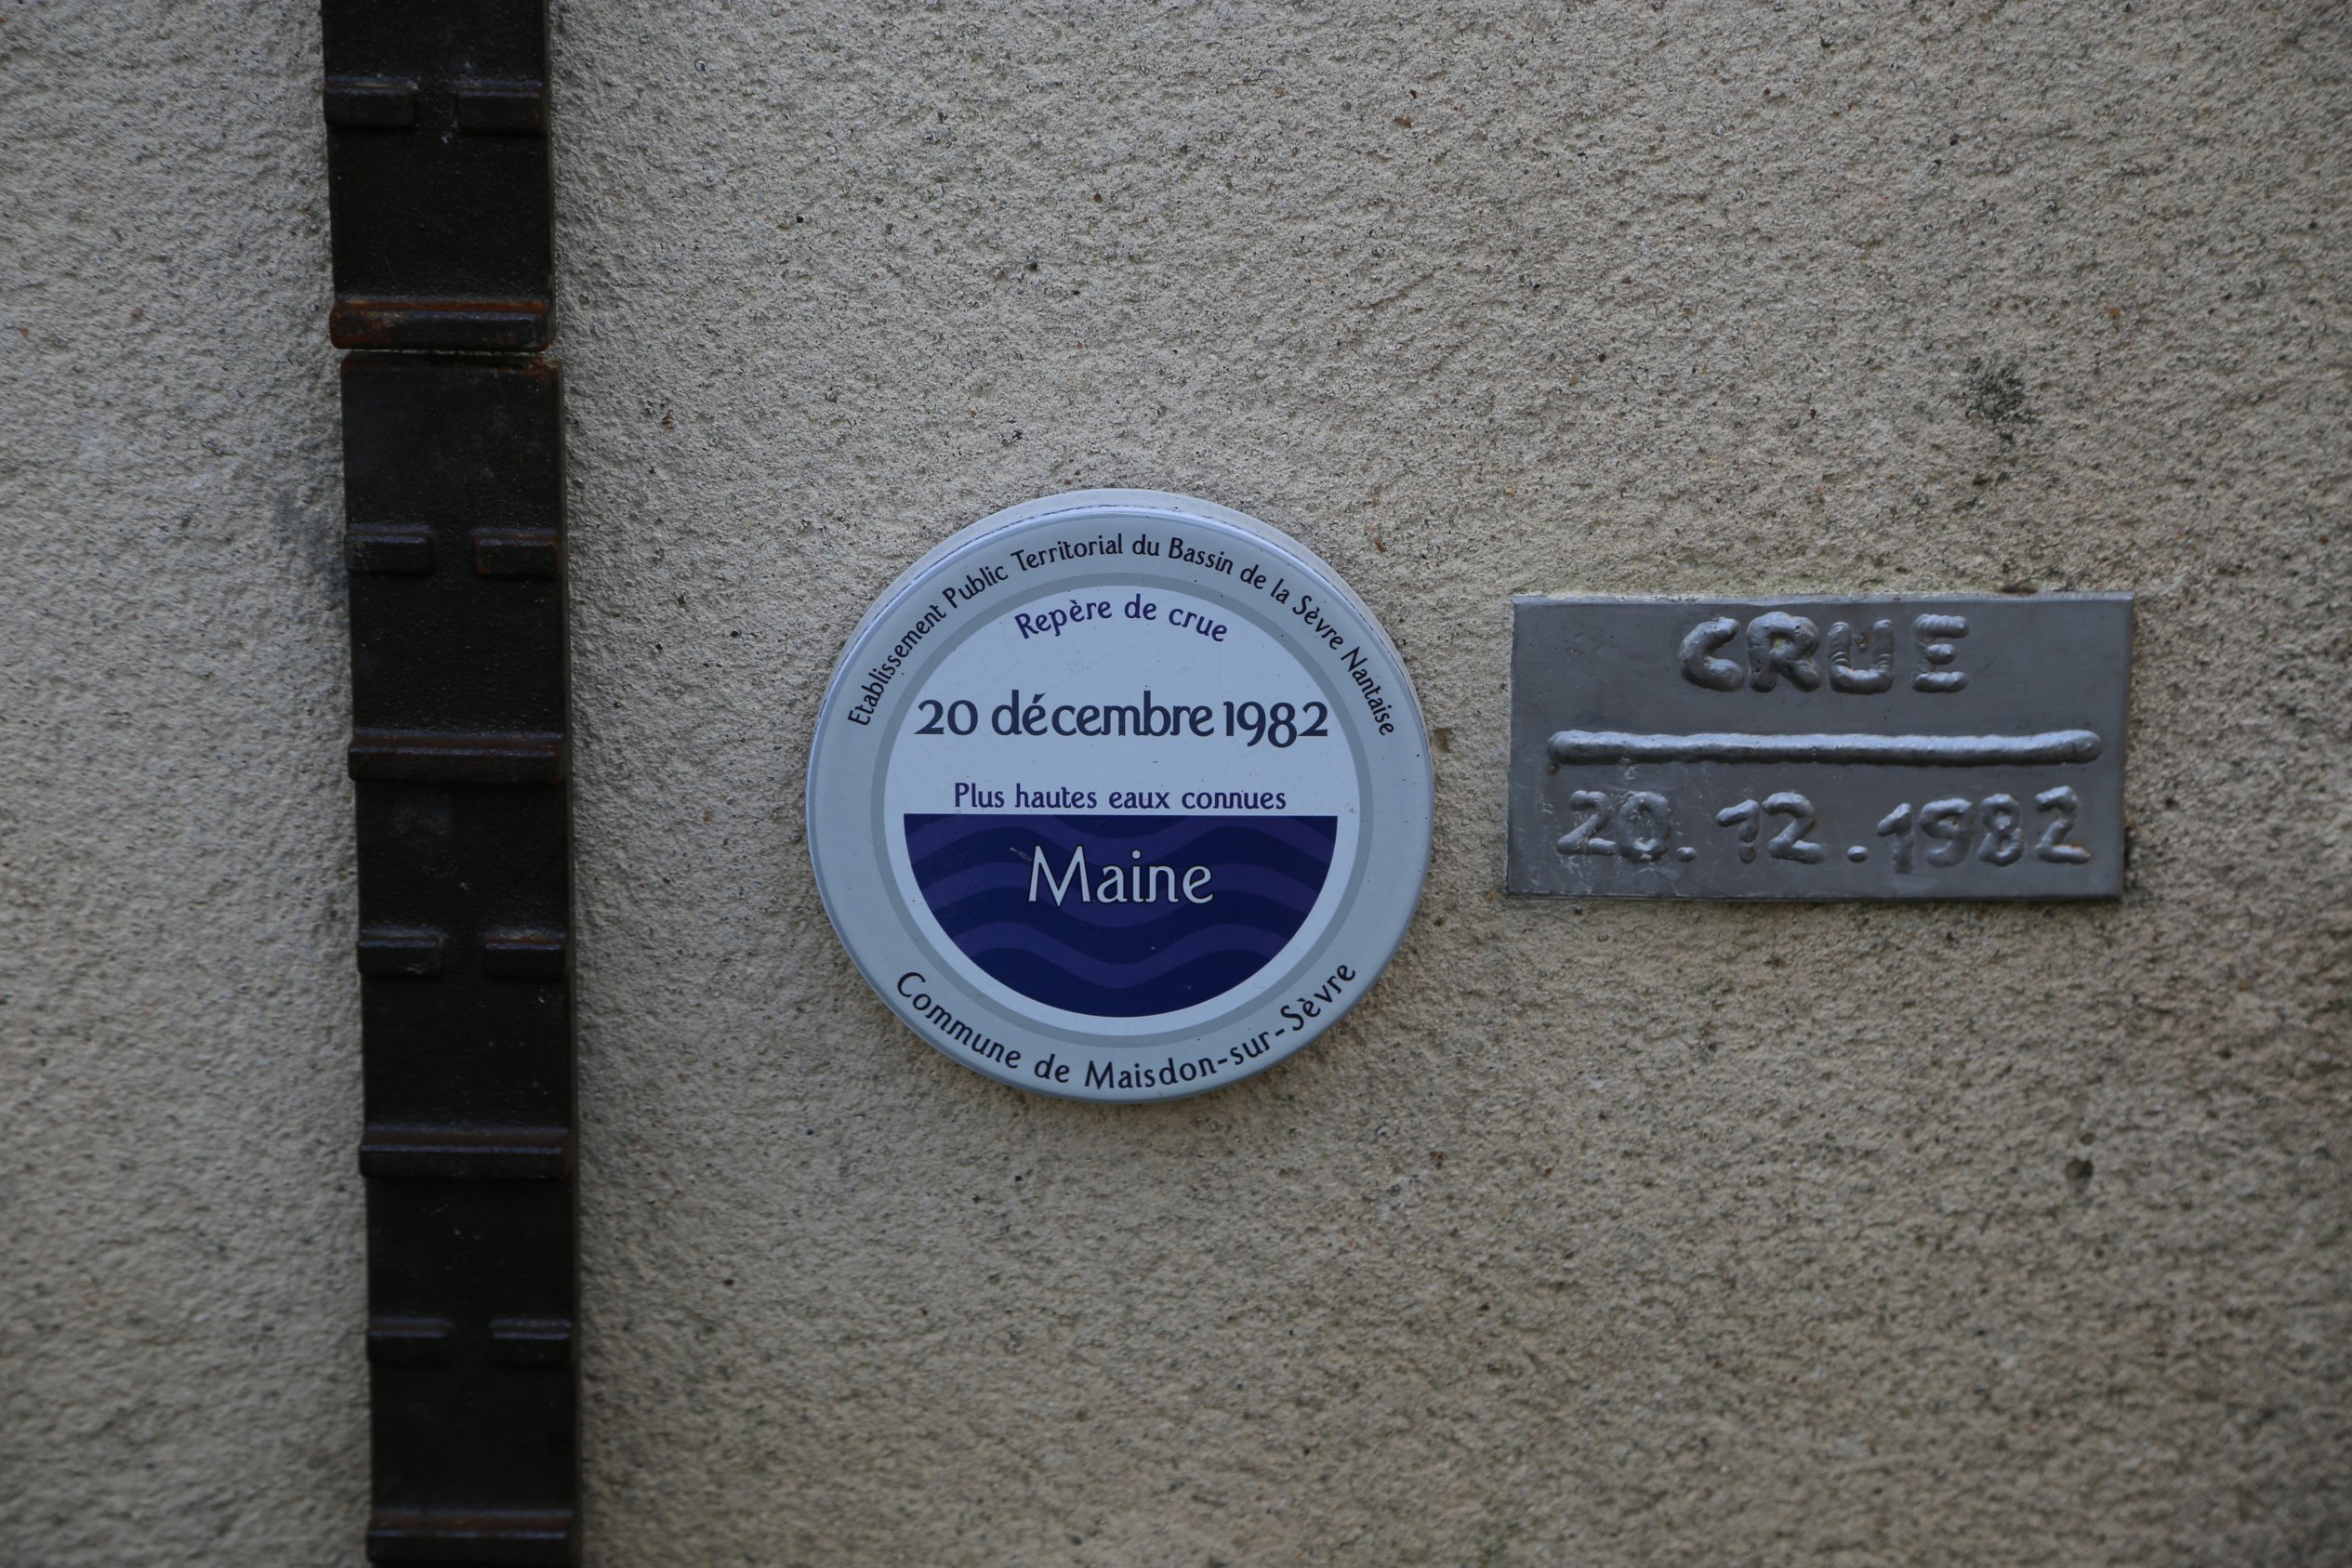 Etablissement Public Territorial du Bassin de la Sèvre Nantaise
Repère de crue
20 décembre 1982
Plus hautes eaux connues
Maine
Commune de Maisdon-sur-Sèvre
CRUE
20.12.1982